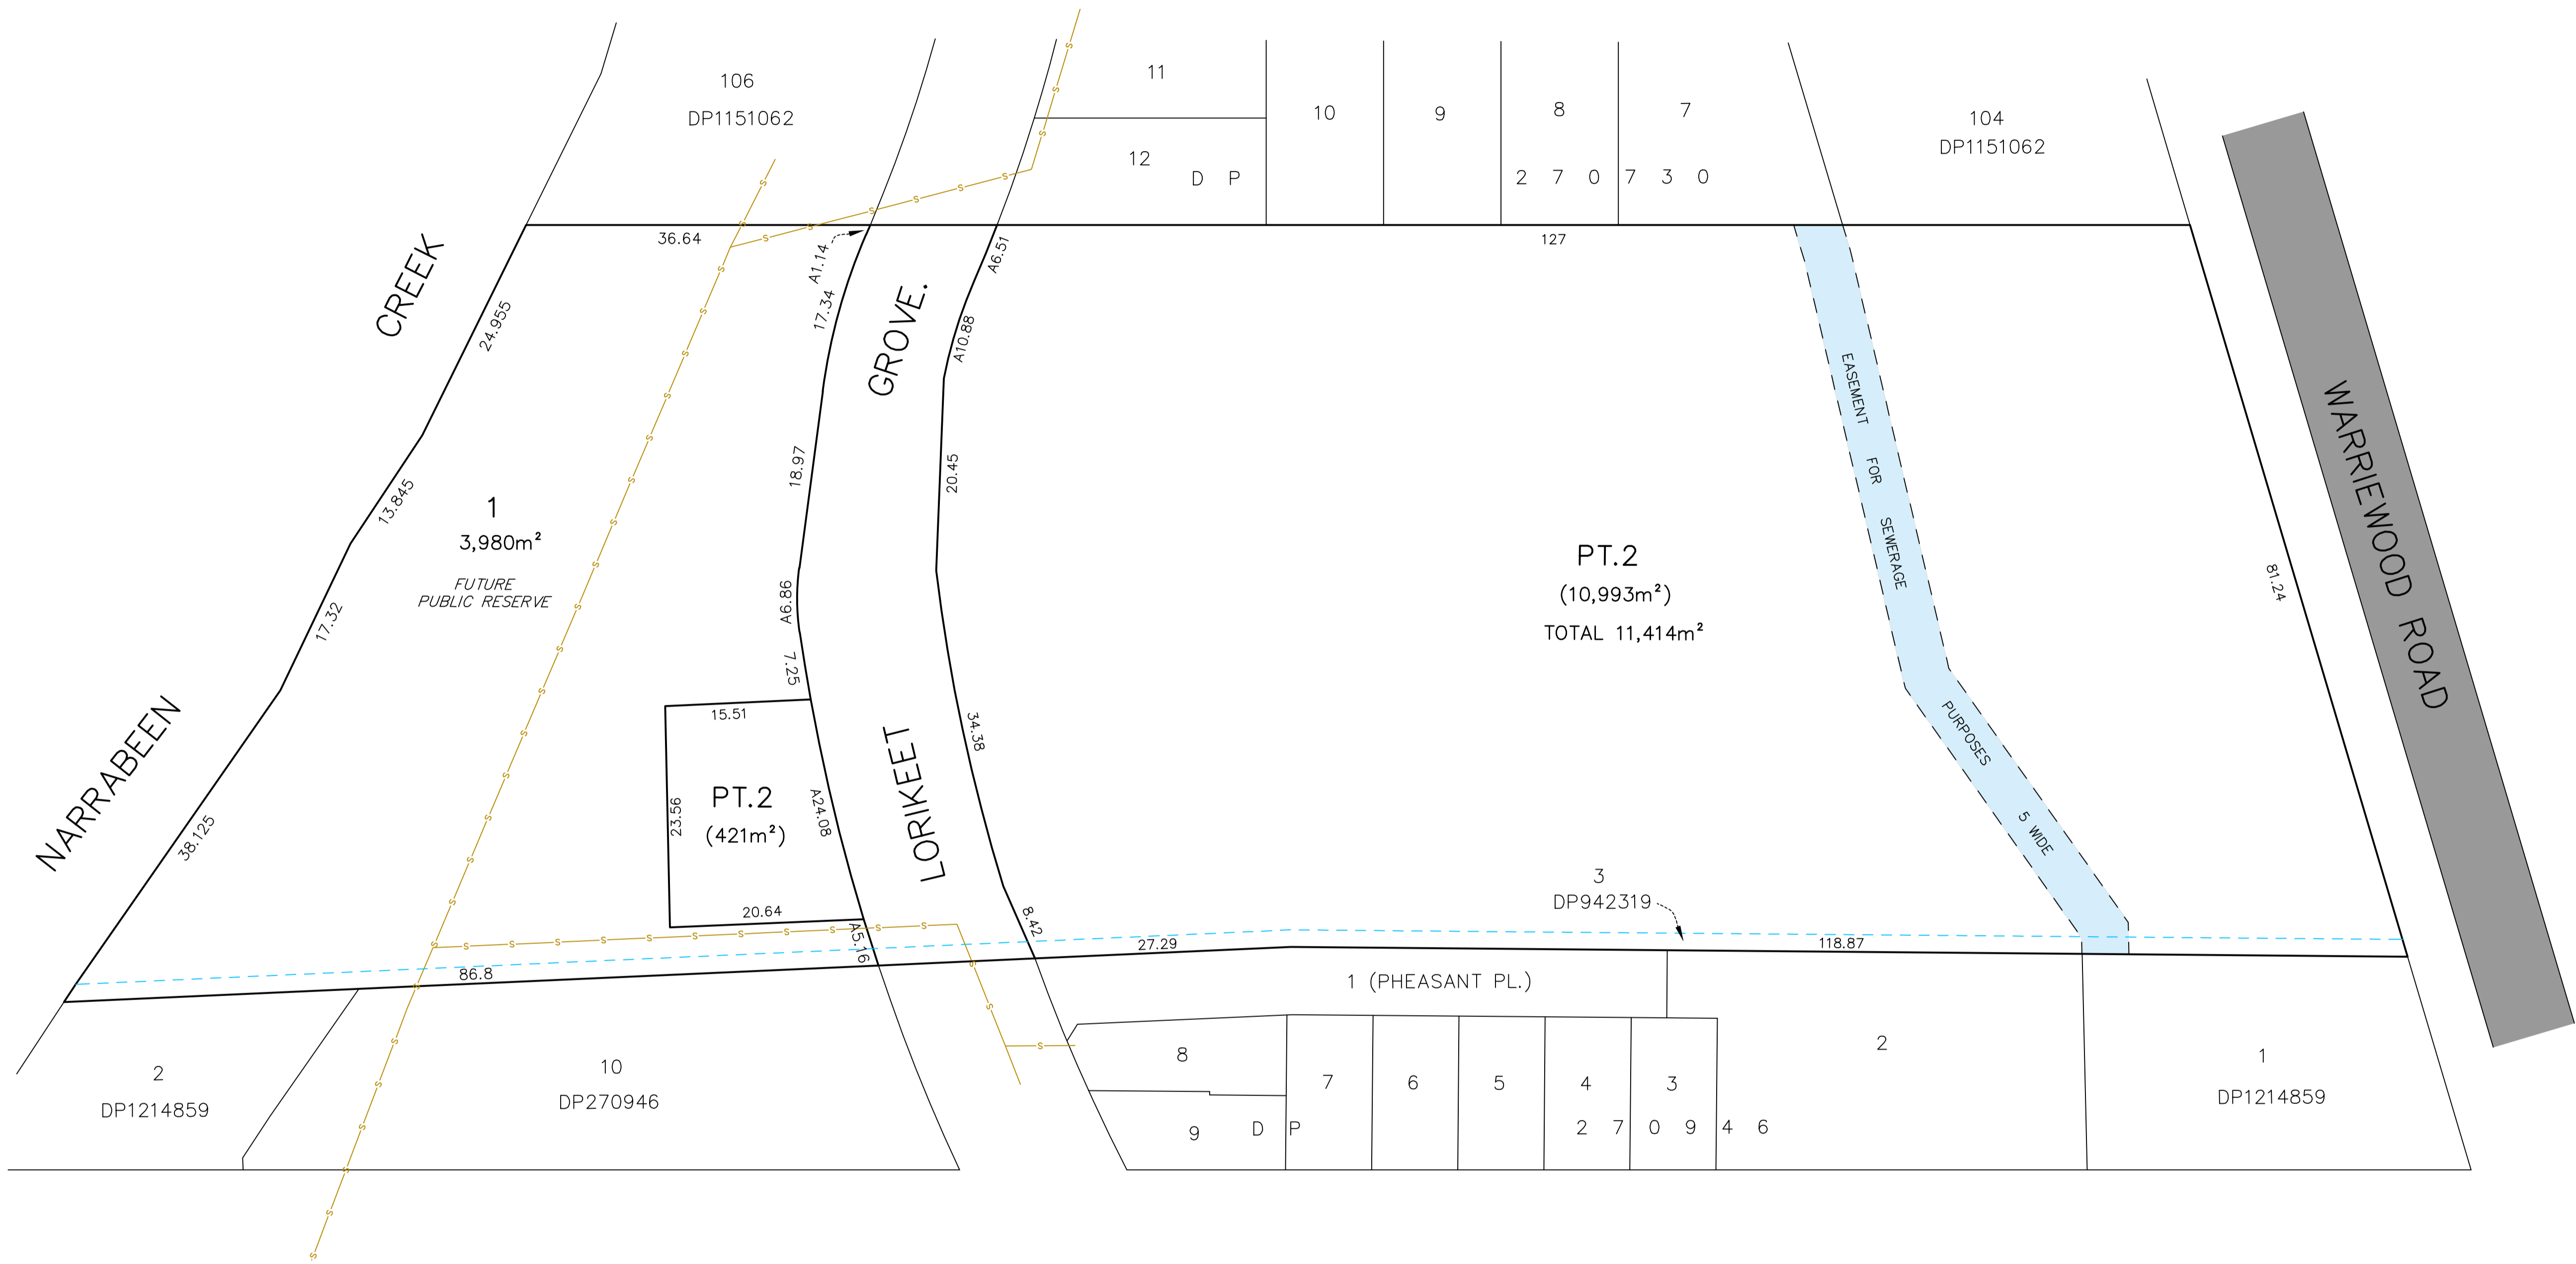 106
DP1151062
11
12
10
9
8
7
D P 2 7 0 7 3 0
104
DP1151062
CREEK
NARRABEEN
36.64
24.955
13.845
17.32
38.125
1
3,980m²
FUTURE
PUBLIC RESERVE
A1.14
17.34
18.97
A6.86
7.25
GROVE.
LORIKEET
A6.51
A10.88
20.45
34.38
8.42
127
15.51
23.56
PT.2
(421m²)
A24.08
20.64
A5.16
86.8
27.29
PT.2
(10,993m²)
TOTAL 11,414m²
EASEMENT FOR SEWERAGE PURPOSES 5 WIDE
81.24
WARRIEWOOD ROAD
3
DP942319
118.87
1 (PHEASANT PL.)
2
DP1214859
10
DP270946
8
9
7
6
5
4
3
D P 2 7 0 9 4 6
2
1
DP1214859